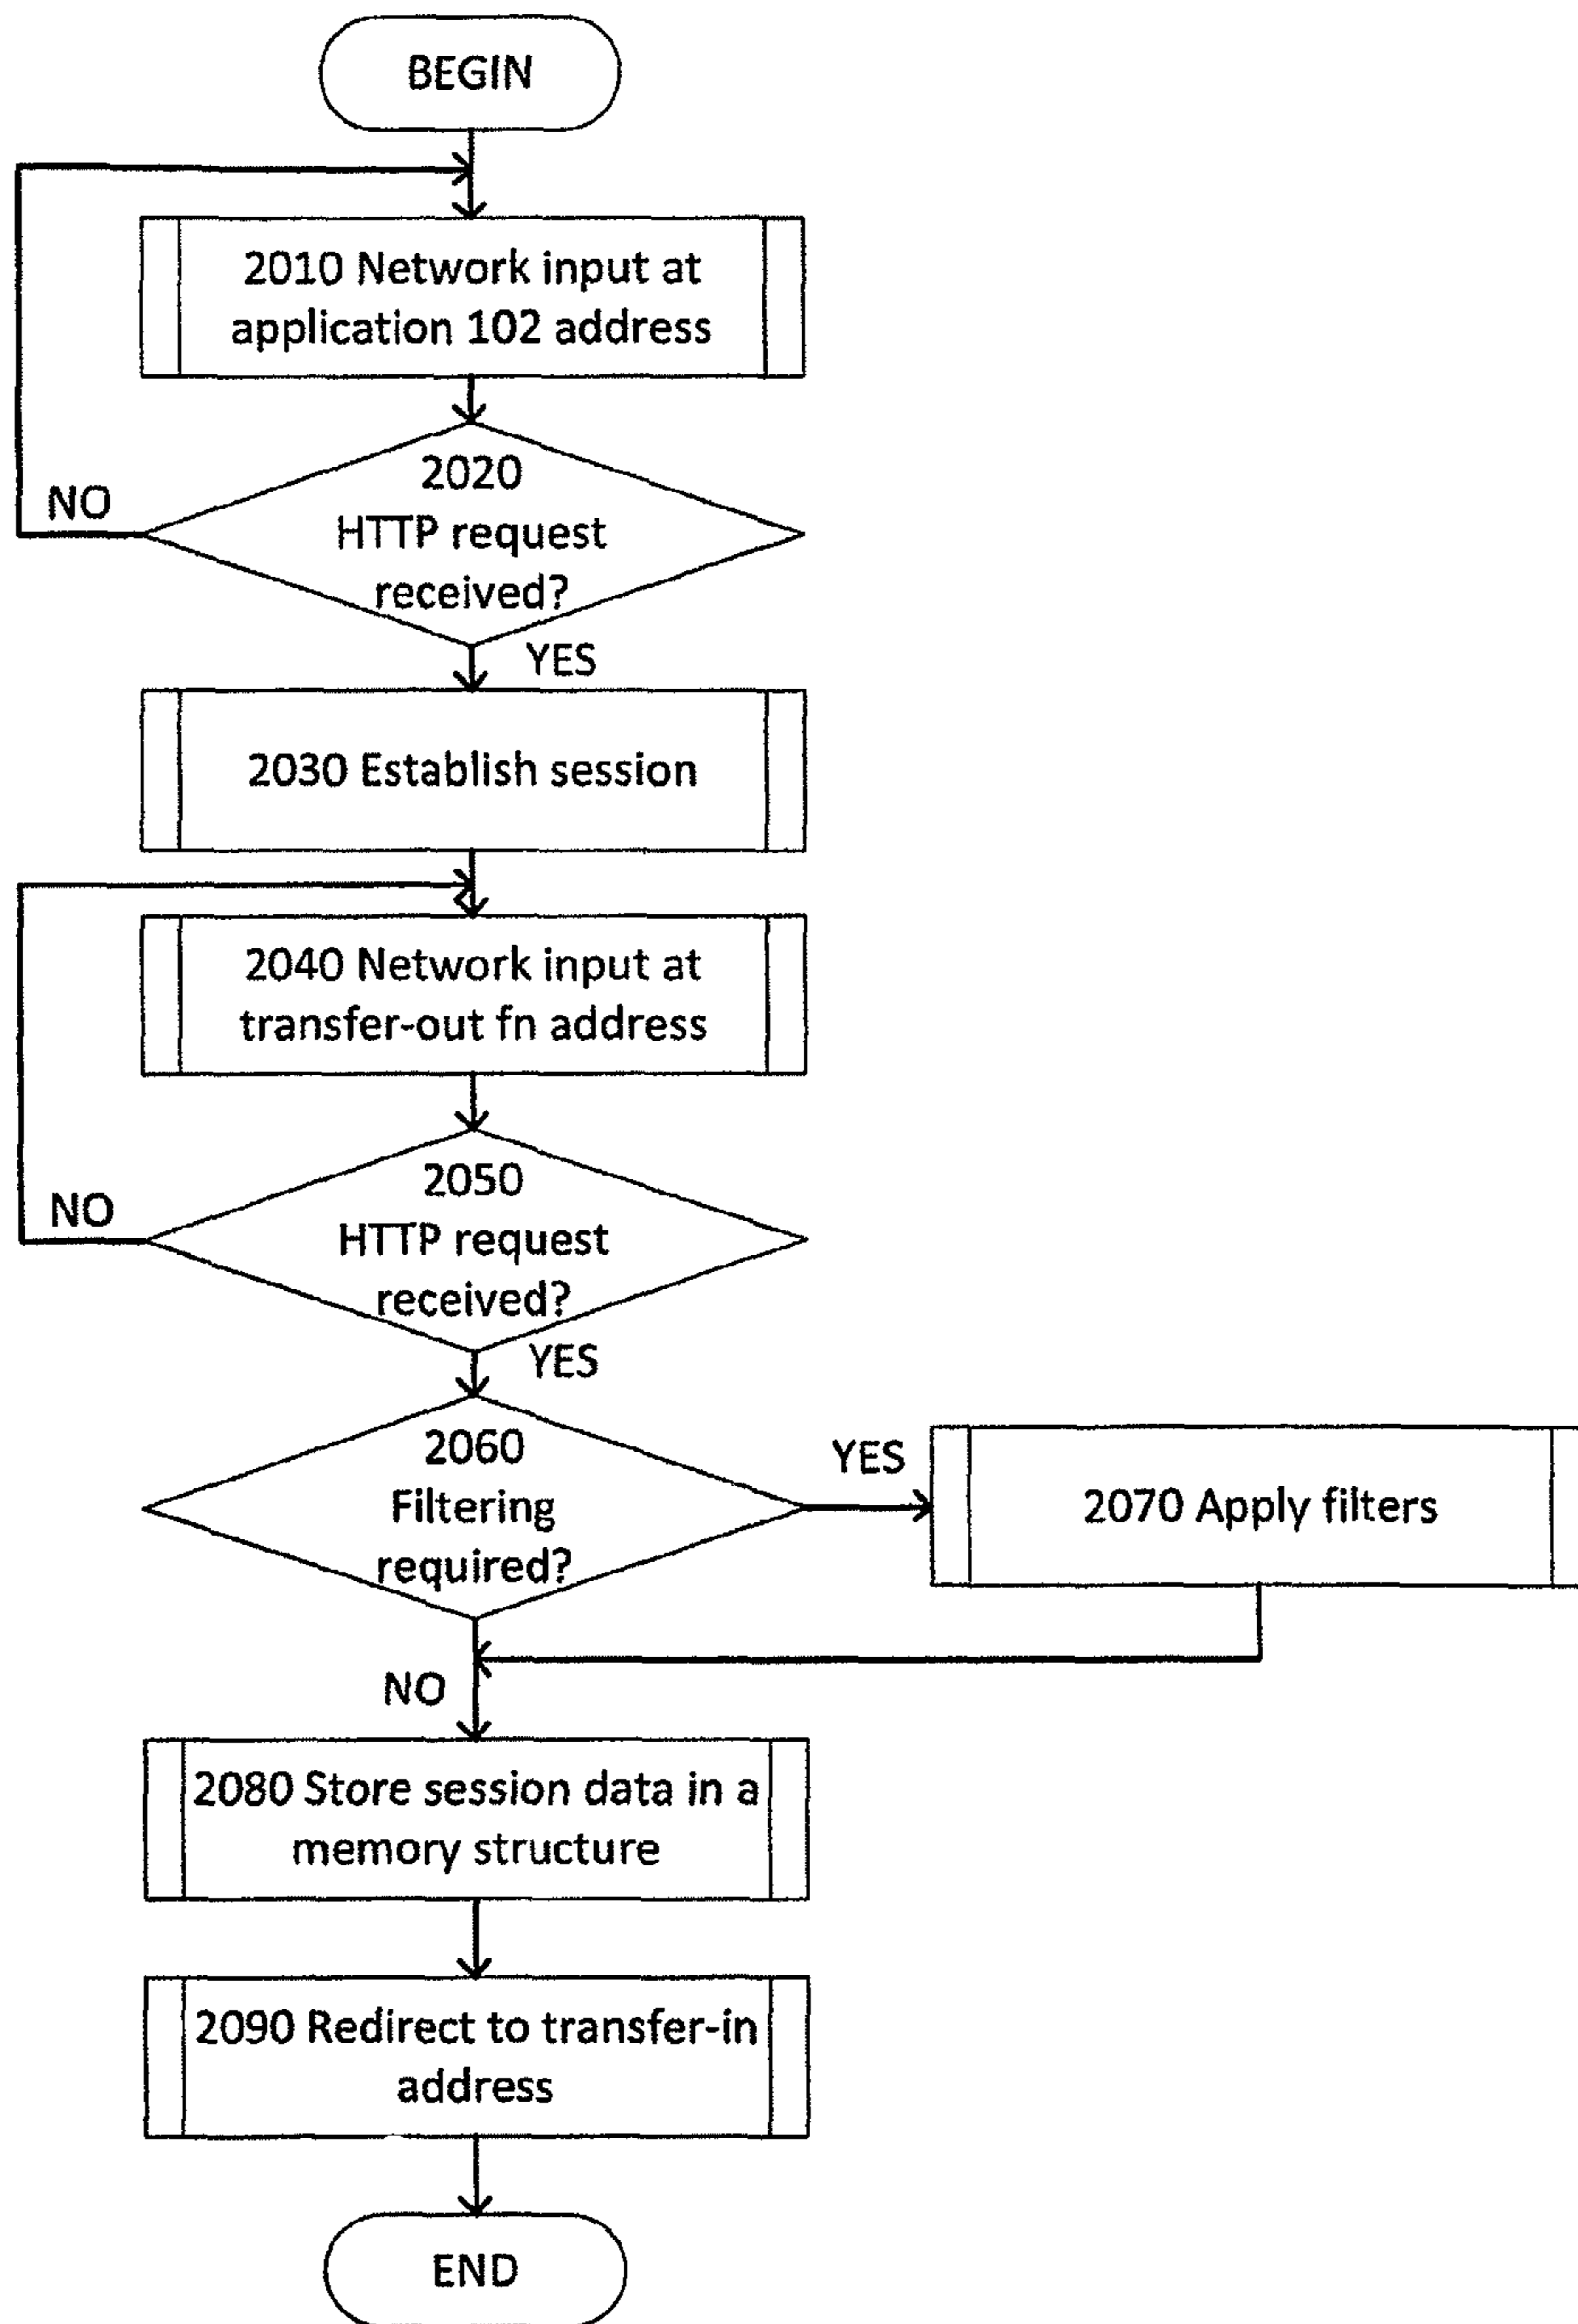 BEGIN
2010 Network input at
application 102 address
2020
HTTP request
received?
NO
YES
2030 Establish session
2040 Network input at
transfer-out fn address
2050
HTTP request
received?
NO
YES
2060
Filtering
required?
YES
2070 Apply filters
NO
2080 Store session data in a
memory structure
2090 Redirect to transfer-in
address
END